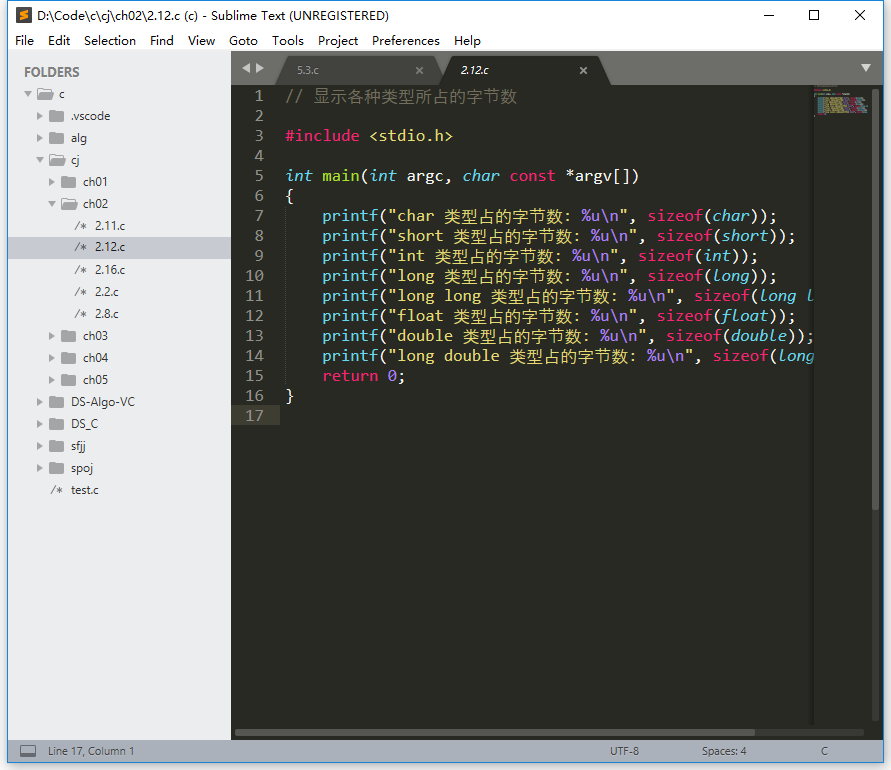 D:\Code\c\cj\ch02\2.12.c (c) - Sublime Text (UNREGISTERED)
File Edit Selection Find View Goto Tools Project Preferences Help
FOLDERS
c
.vscode
alg
cj
ch01
ch02
/* 2.11.c
/* 2.12.c
/* 2.16.c
/* 2.2.c
/* 2.8.c
ch03
ch04
ch05
DS-Algo-VC
DS_C
sfjj
spoj
/* test.c
5.3.c × 2.12.c ×
1 // 显示各种类型所占的字节数
2
3 #include <stdio.h>
4
5 int main(int argc, char const *argv[])
6 {
7 printf("char 类型占的字节数: %u\n", sizeof(char));
8 printf("short 类型占的字节数: %u\n", sizeof(short));
9 printf("int 类型占的字节数: %u\n", sizeof(int));
10 printf("long 类型占的字节数: %u\n", sizeof(long));
11 printf("long long 类型占的字节数: %u\n", sizeof(long l
12 printf("float 类型占的字节数: %u\n", sizeof(float));
13 printf("double 类型占的字节数: %u\n", sizeof(double));
14 printf("long double 类型占的字节数: %u\n", sizeof(long
15 return 0;
16 }
17
Line 17, Column 1 UTF-8 Spaces: 4 C